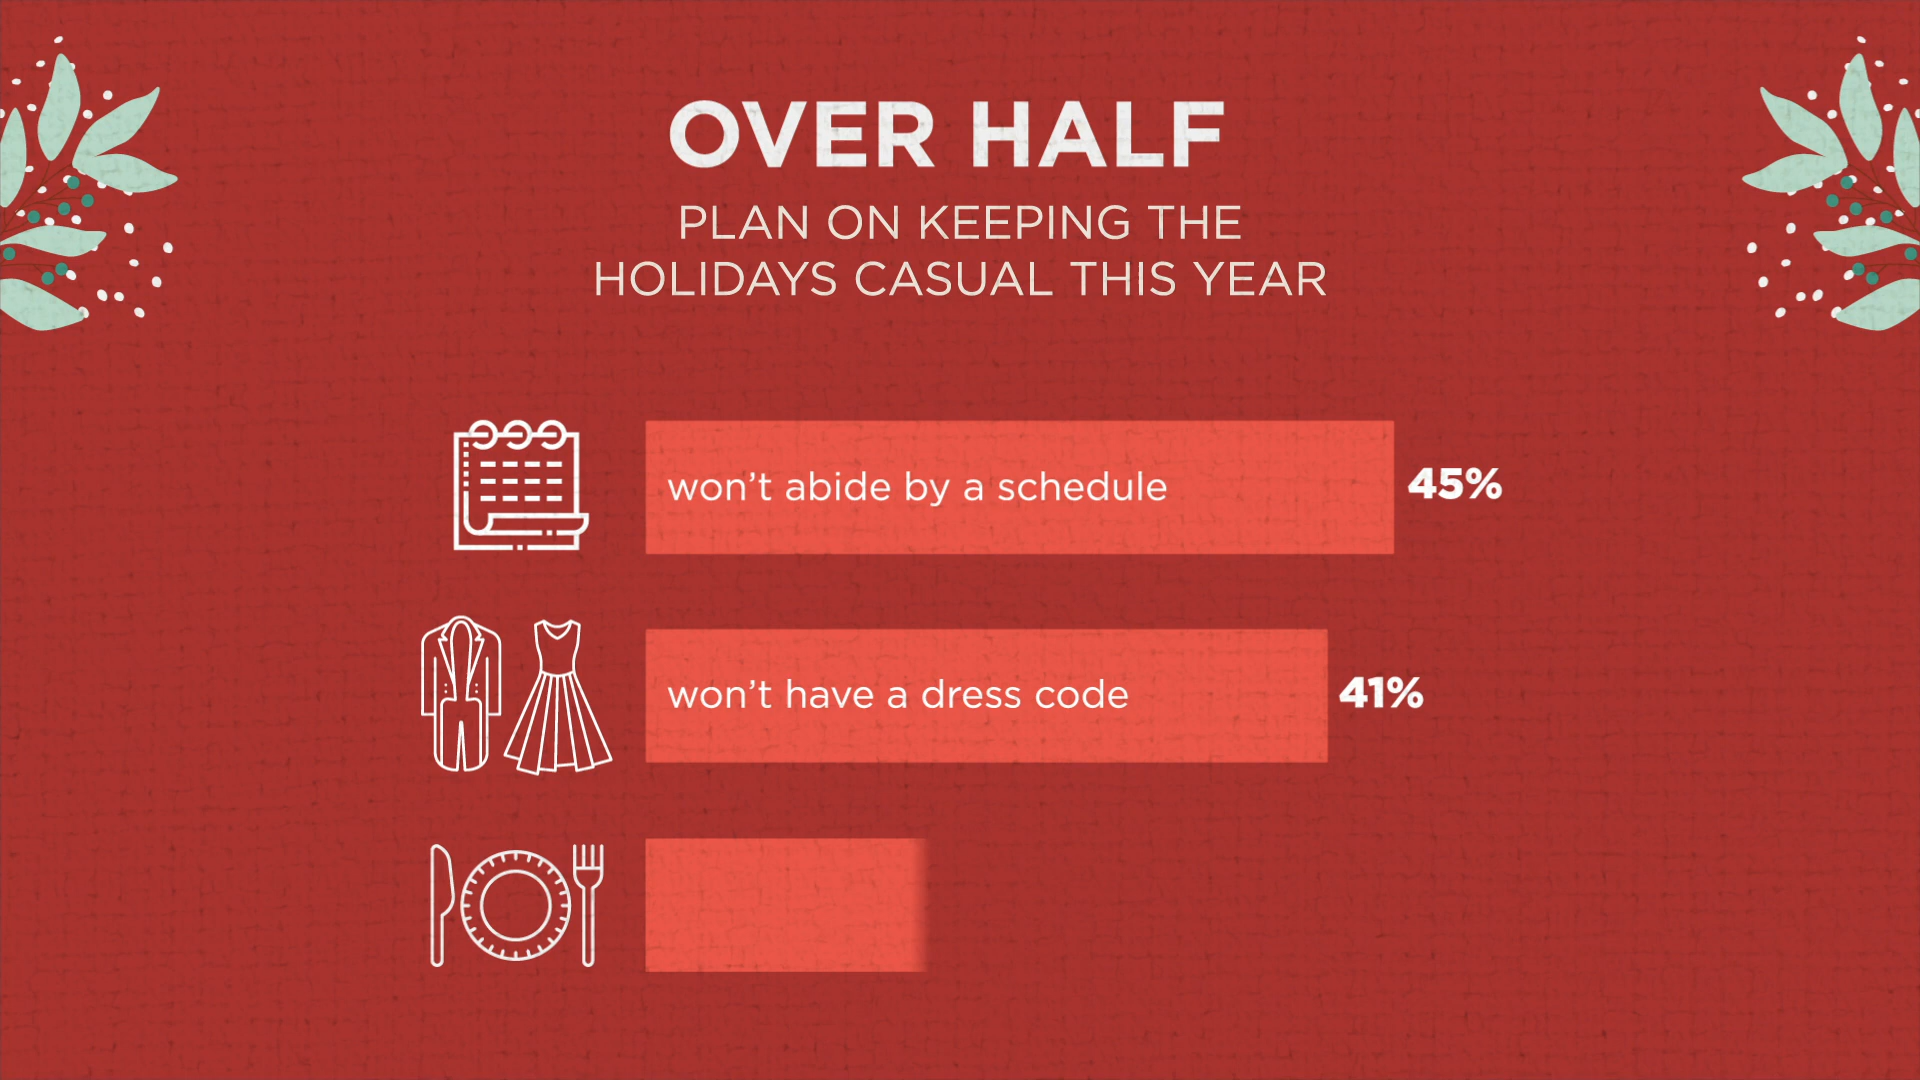 OVER HALF
PLAN ON KEEPING THE
HOLIDAYS CASUAL THIS YEAR
won't abide by a schedule 45%
won't have a dress code 41%